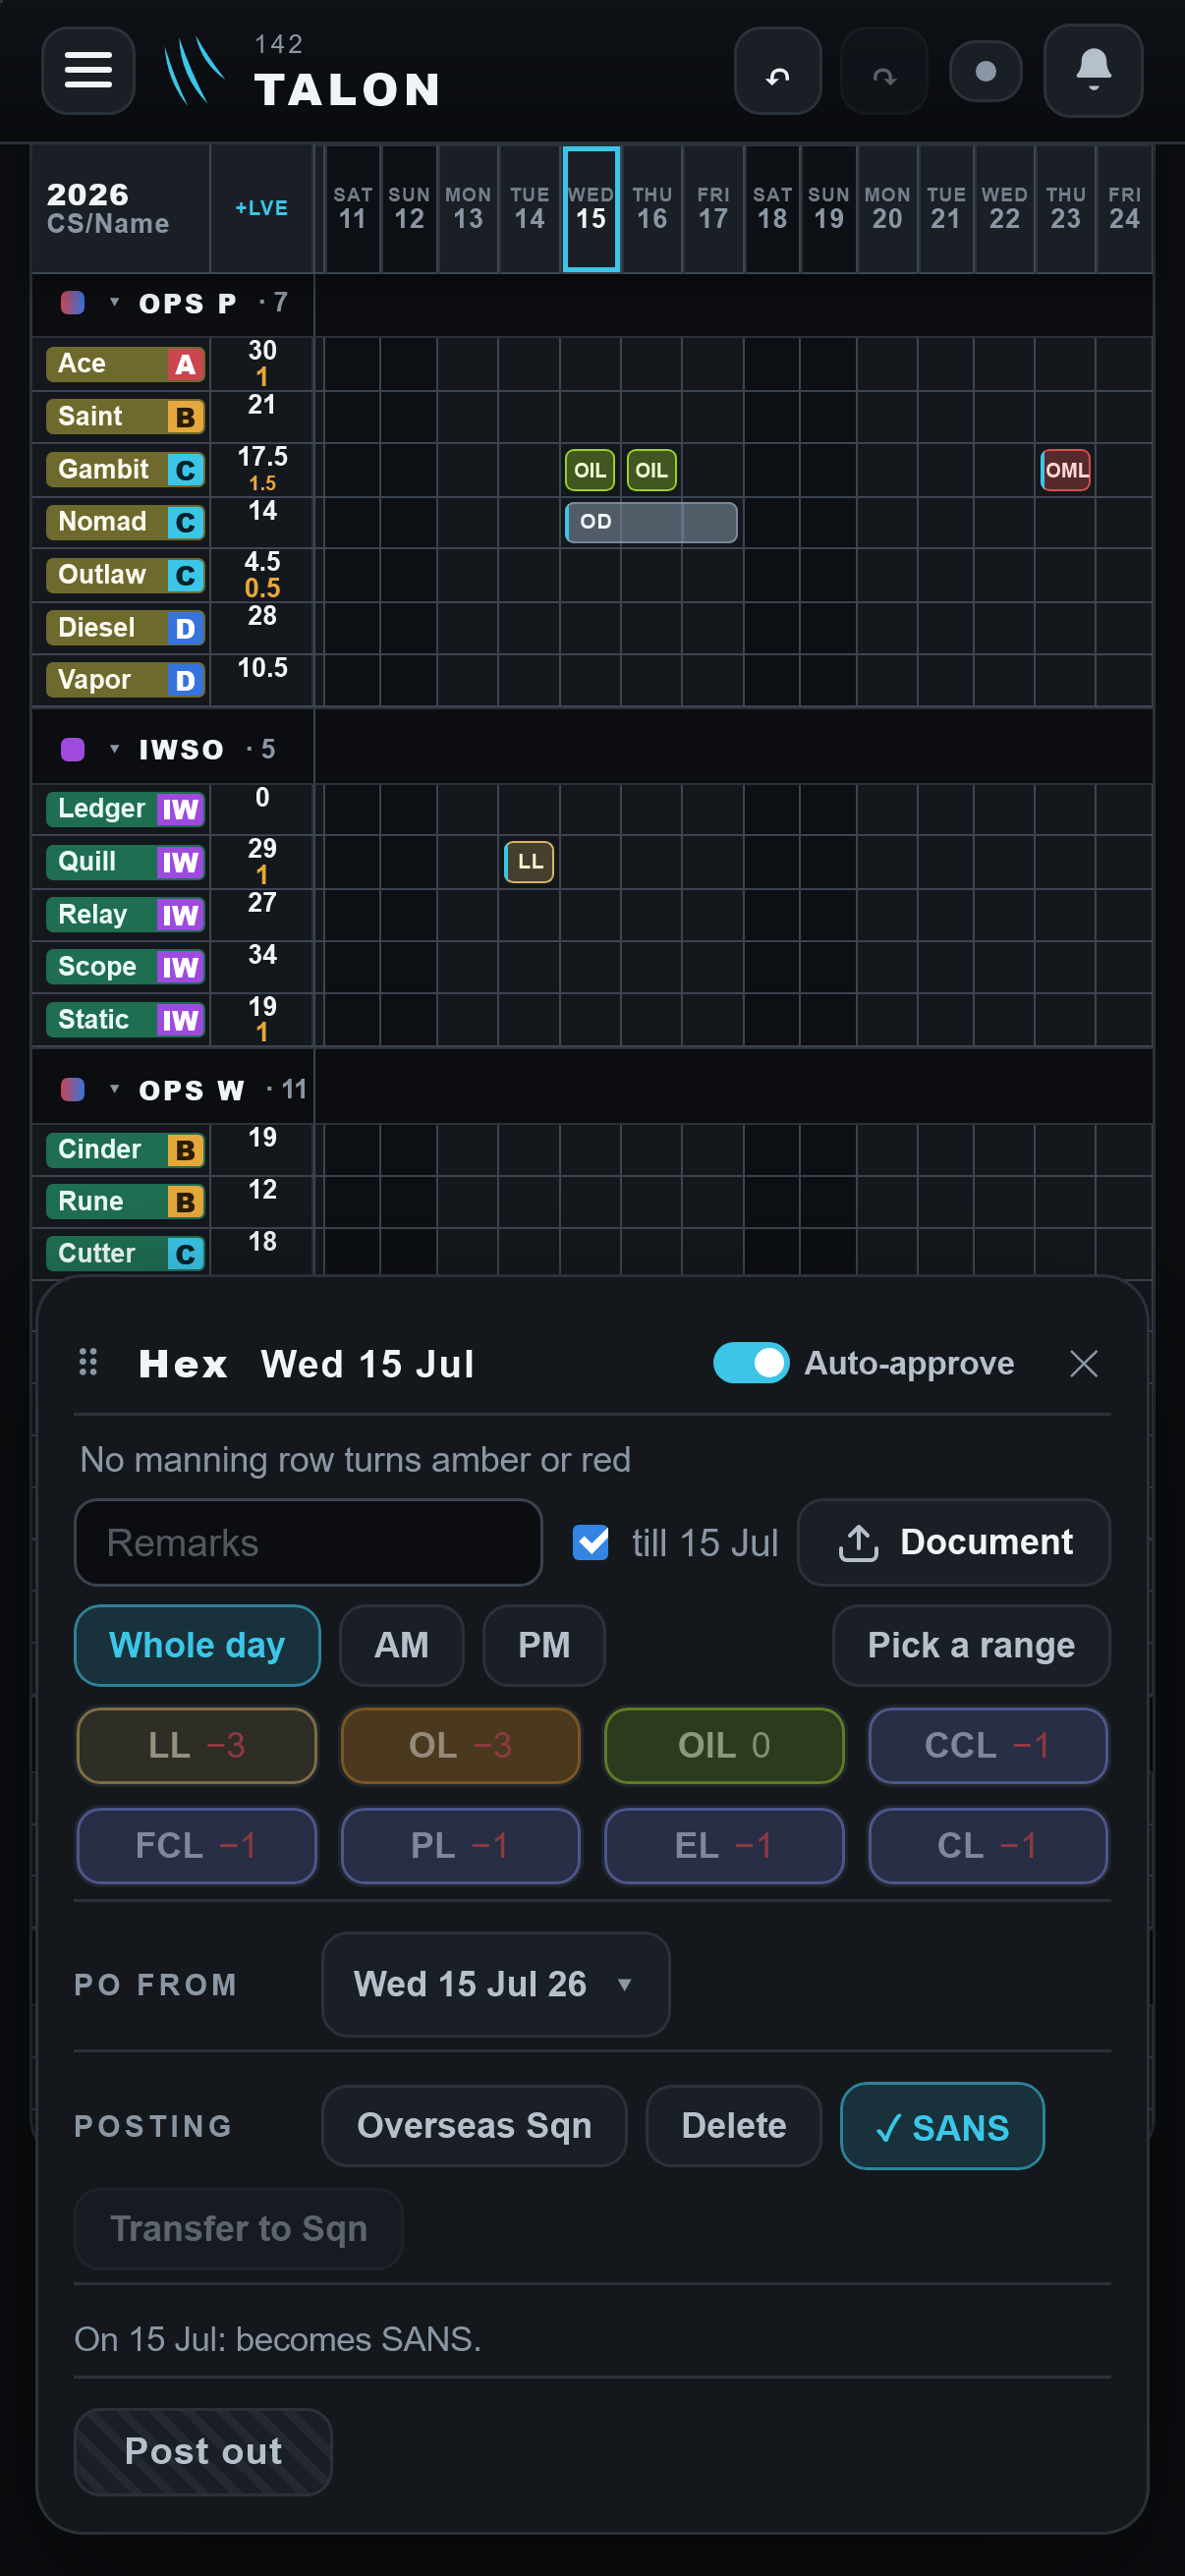 142
TALON
2026
CS/Name
+LVE
SAT 11
SUN 12
MON 13
TUE 14
WED 15
THU 16
FRI 17
SAT 18
SUN 19
MON 20
TUE 21
WED 22
THU 23
FRI 24
OPS P · 7
Ace A 30 1
Saint B 21
Gambit C 17.5 1.5 OIL OIL OML
Nomad C 14 OD
Outlaw C 4.5 0.5
Diesel D 28
Vapor D 10.5
IWSO · 5
Ledger IW 0
Quill IW 29 1 LL
Relay IW 27
Scope IW 34
Static IW 19 1
OPS W · 11
Cinder B 19
Rune B 12
Cutter C 18
Hex Wed 15 Jul Auto-approve
No manning row turns amber or red
Remarks till 15 Jul Document
Whole day AM PM Pick a range
LL −3 OL −3 OIL 0 CCL −1
FCL −1 PL −1 EL −1 CL −1
PO FROM Wed 15 Jul 26
POSTING Overseas Sqn Delete ✓ SANS
Transfer to Sqn
On 15 Jul: becomes SANS.
Post out